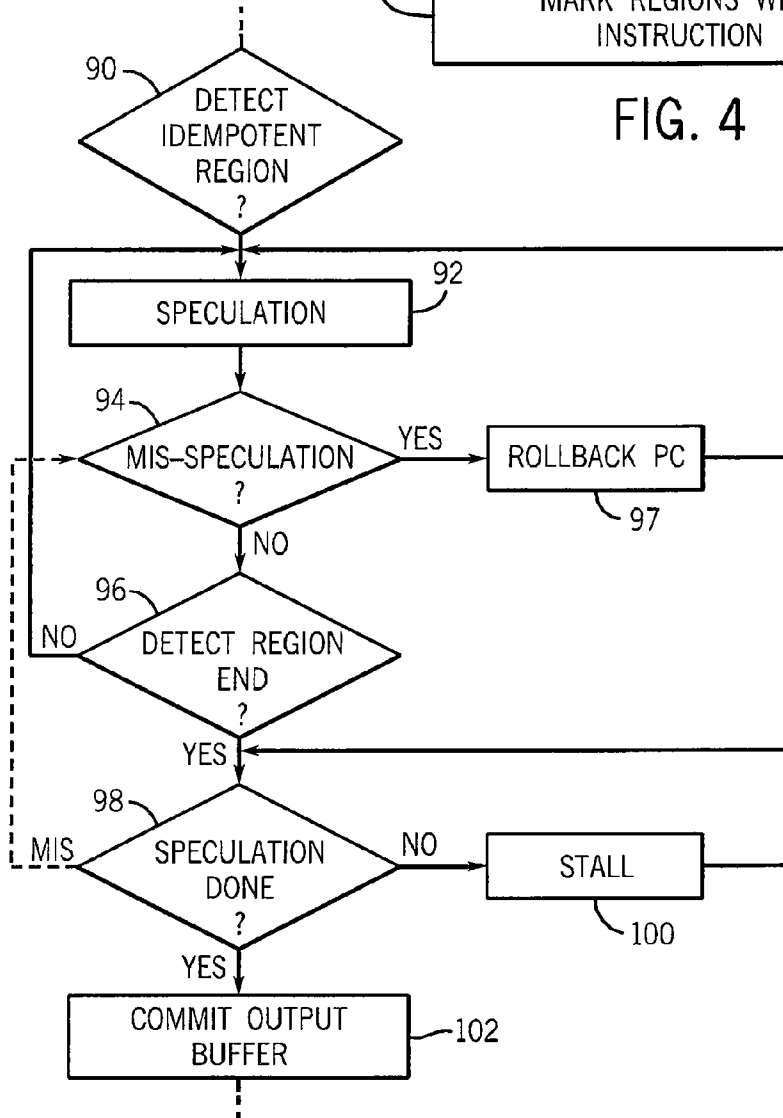 MARK REGIONS
INSTRUCTION
FIG. 4
90
DETECT
IDEMPOTENT
REGION
?
92
SPECULATION
94
MIS–SPECULATION
?
YES
ROLLBACK PC
97
NO
96
NO
DETECT REGION
END
?
YES
98
MIS
SPECULATION
DONE
?
NO
STALL
100
YES
COMMIT OUTPUT
BUFFER
102